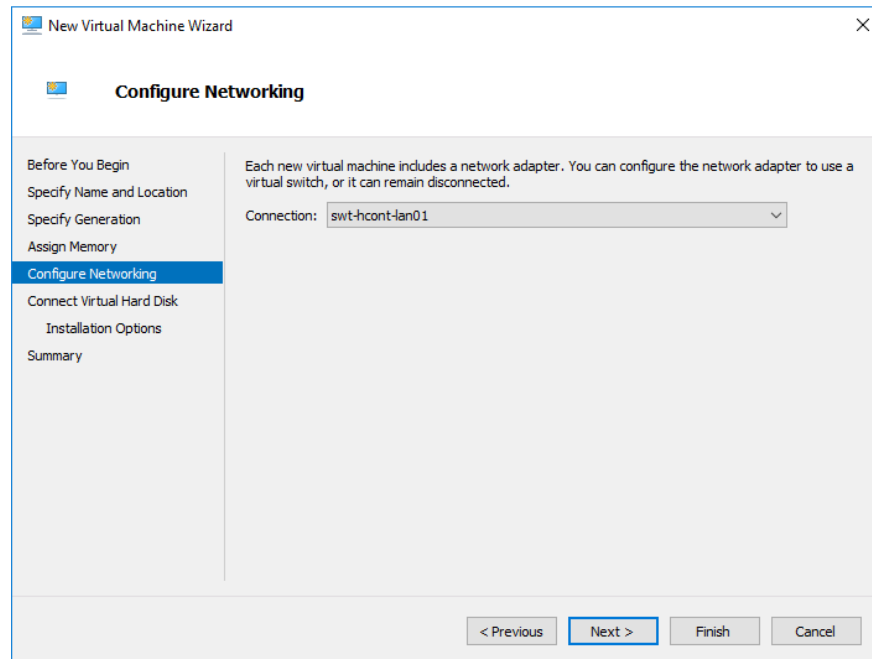 New Virtual Machine Wizard
Configure Networking
Before You Begin
Specify Name and Location
Specify Generation
Assign Memory
Configure Networking
Connect Virtual Hard Disk
Installation Options
Summary
Each new virtual machine includes a network adapter. You can configure the network adapter to use a
virtual switch, or it can remain disconnected.
Connection: swt-hcont-lan01
< Previous Next > Finish Cancel